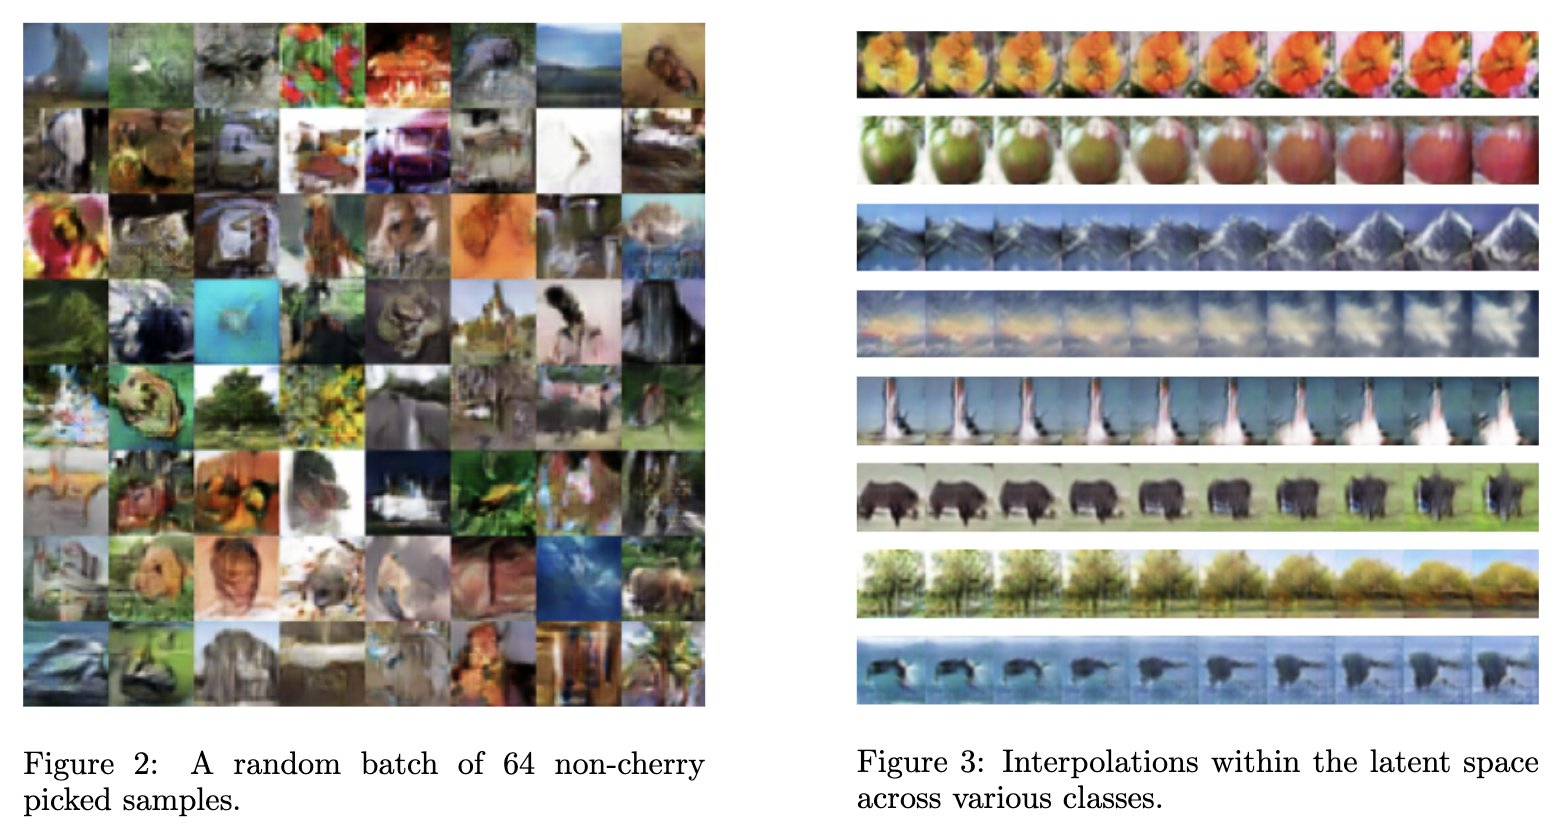 Figure 2: A random batch of 64 non-cherry
picked samples.
Figure 3: Interpolations within the latent space
across various classes.